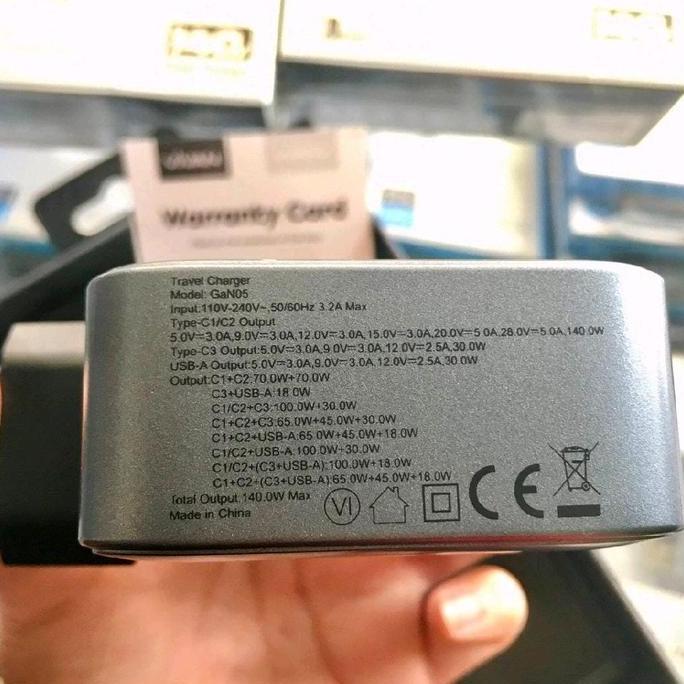 Warranty Card
Travel Charger
Model: GaN05
Input:110V-240V~,50/60Hz 3.2A Max
Type-C1/C2 Output
5.0V⎓3.0A,9.0V⎓3.0A,12.0V⎓3.0A,15.0V⎓3.0A,20.0V⎓5.0A,28.0V⎓5.0A,140.0W
Type-C3 Output:5.0V⎓3.0A,9.0V⎓3.0A,12.0V⎓2.5A,30.0W
USB-A Output:5.0V⎓3.0A,9.0V⎓3.0A,12.0V⎓2.5A,30.0W
Output:C1+C2:70.0W+70.0W
C3+USB-A:18.0W
C1/C2+C3:100.0W+30.0W
C1+C2+C3:65.0W+45.0W+30.0W
C1+C2+USB-A:65.0W+45.0W+18.0W
C1/C2+USB-A:100.0W+30.0W
C1/C2+(C3+USB-A):100.0W+18.0W
C1+C2+(C3+USB-A):65.0W+45.0W+18.0W
Total Output:140.0W Max
Made in China
VI
CE